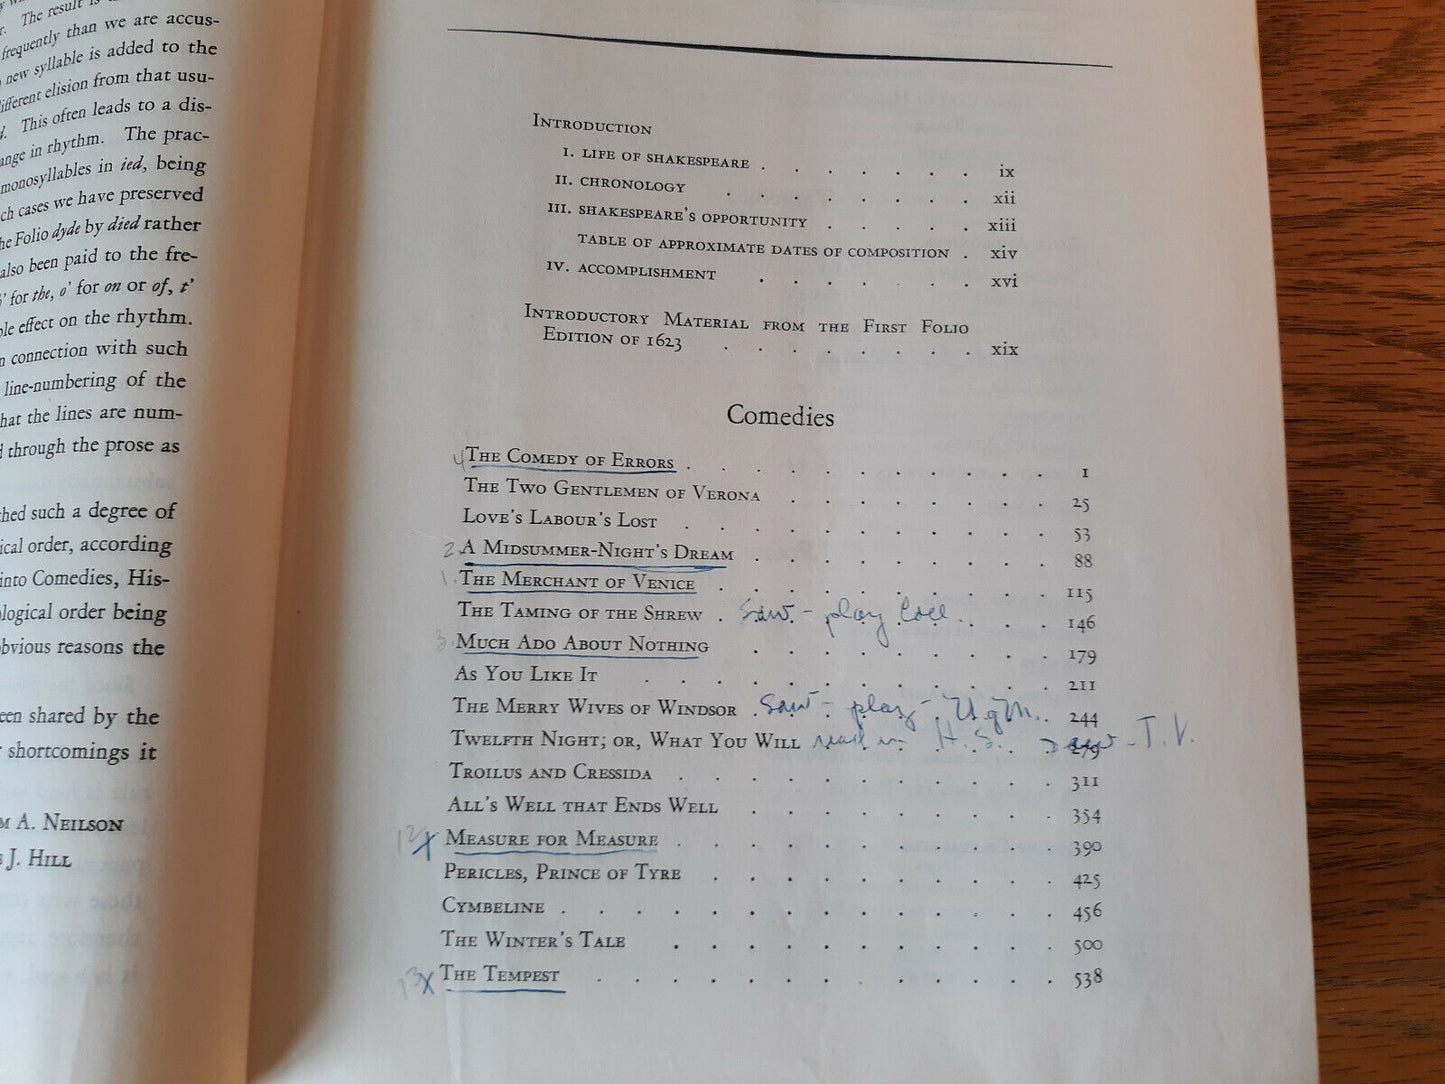 r. The result is
frequently than we are accus-
new syllable is added to the
ifferent elision from that usu-
d. This often leads to a dis-
ange in rhythm. The prac-
monosyllables in ied, being
ch cases we have preserved
he Folio dyde by died rather
also been paid to the fre-
' for the, o' for on or of, t'
ble effect on the rhythm.
n connection with such
line-numbering of the
hat the lines are num-
d through the prose as
hed such a degree of
ical order, according
into Comedies, His-
ological order being
obvious reasons the
een shared by the
shortcomings it
M A. NEILSON
S J. HILL
INTRODUCTION
I. LIFE OF SHAKESPEARE . . . . . . . ix
II. CHRONOLOGY . . . . . . . . xii
III. SHAKESPEARE'S OPPORTUNITY . . . . . xiii
TABLE OF APPROXIMATE DATES OF COMPOSITION . xiv
IV. ACCOMPLISHMENT . . . . . . . xvi
INTRODUCTORY MATERIAL FROM THE FIRST FOLIO
EDITION OF 1623 . . . . . . . . xix
Comedies
4 THE COMEDY OF ERRORS . . . . . . . . . . . 1
THE TWO GENTLEMEN OF VERONA . . . . . . . . 25
LOVE'S LABOUR'S LOST . . . . . . . . . . . 53
2 A MIDSUMMER-NIGHT'S DREAM . . . . . . . . . 88
1. THE MERCHANT OF VENICE . . . . . . . . . . 115
THE TAMING OF THE SHREW . Saw - play Coll . . . 146
3. MUCH ADO ABOUT NOTHING . . . . . . . . . 179
AS YOU LIKE IT . . . . . . . . . . . . 211
THE MERRY WIVES OF WINDSOR . Saw - play - U of M. . 244
TWELFTH NIGHT; OR, WHAT YOU WILL read in H.S. saw - T.V. 279
TROILUS AND CRESSIDA . . . . . . . . . . . 311
ALL'S WELL THAT ENDS WELL . . . . . . . . . 354
12 X MEASURE FOR MEASURE . . . . . . . . . . . 390
PERICLES, PRINCE OF TYRE . . . . . . . . . . 425
CYMBELINE . . . . . . . . . . . . . . 456
THE WINTER'S TALE . . . . . . . . . . . 500
13 X THE TEMPEST . . . . . . . . . . . . . 538